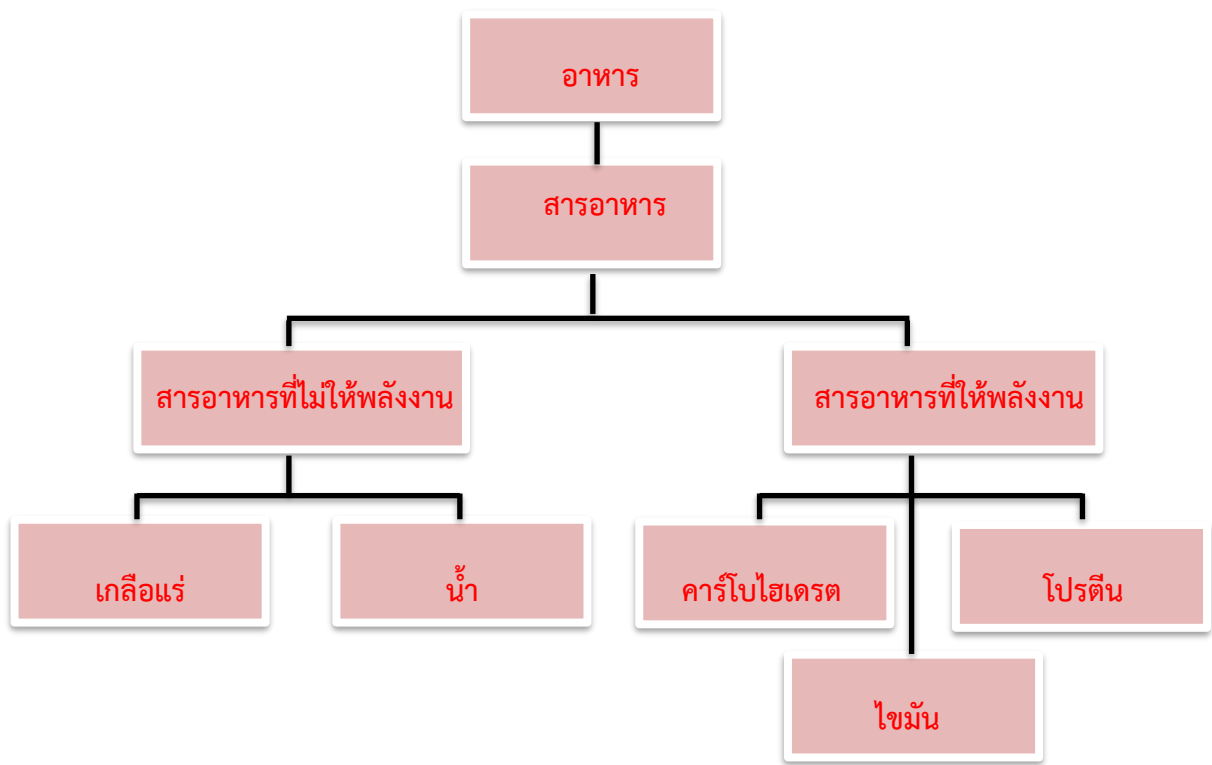 อาหาร
สารอาหาร
สารอาหารที่ไม่ให้พลังงาน
สารอาหารที่ให้พลังงาน
เกลือแร่
น้ำ
คาร์โบไฮเดรต
โปรตีน
ไขมัน